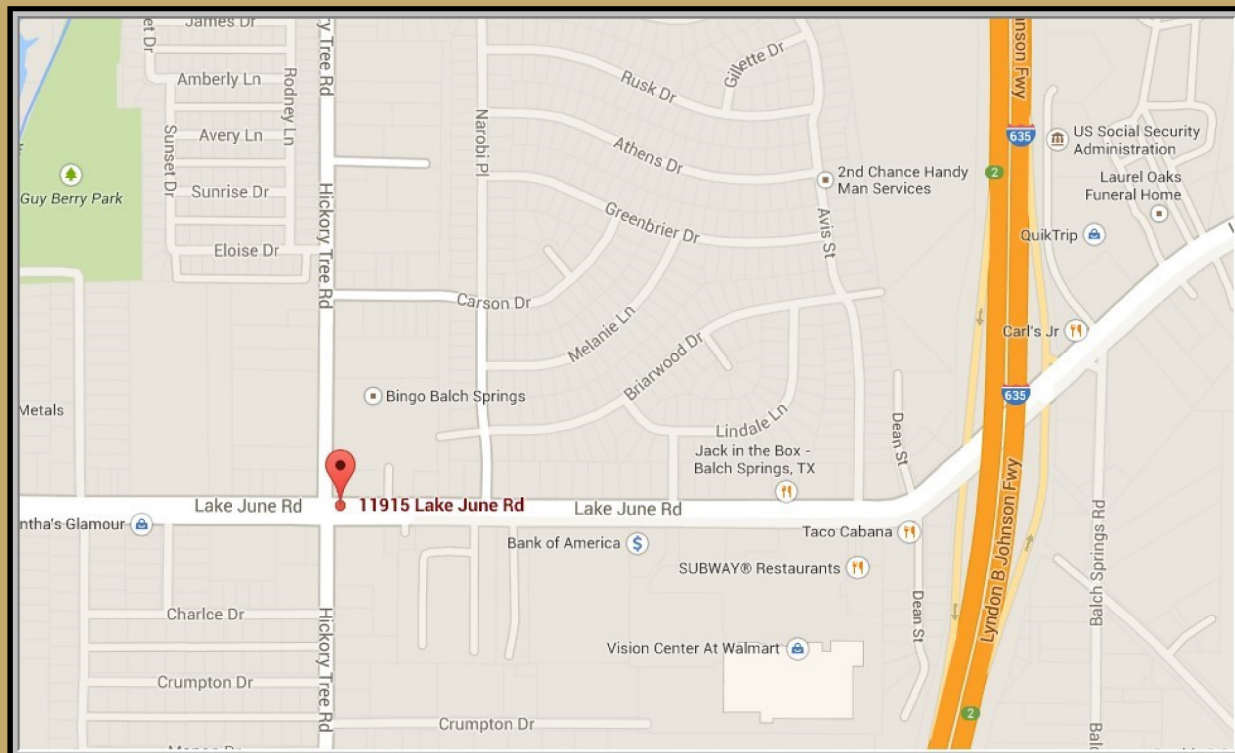 James Dr
et Dr
Hickory Tree Rd
Johnson Fwy
Gillette Dr
Rusk Dr
Amberly Ln
Rodney Ln
Narobi Pl
Avery Ln
Sunset Dr
635
US Social Security
Administration
Athens Dr
2
2nd Chance Handy
Man Services
Laurel Oaks
Funeral Home
Guy Berry Park
Sunrise Dr
Hickory Tree Rd
Greenbrier Dr
Avis St
QuikTrip
Eloise Dr
Carson Dr
Melanie Ln
Carl's Jr
Briarwood Dr
Bingo Balch Springs
635
Metals
Lindale Ln
Dean St
Jack in the Box -
Balch Springs, TX
Lake June Rd
11915 Lake June Rd
Lake June Rd
ntha's Glamour
Bank of America
Taco Cabana
SUBWAY® Restaurants
Lyndon B Johnson Fwy
Balch Springs Rd
Charlce Dr
Dean St
Hickory Tree Rd
Vision Center At Walmart
Crumpton Dr
Crumpton Dr
2